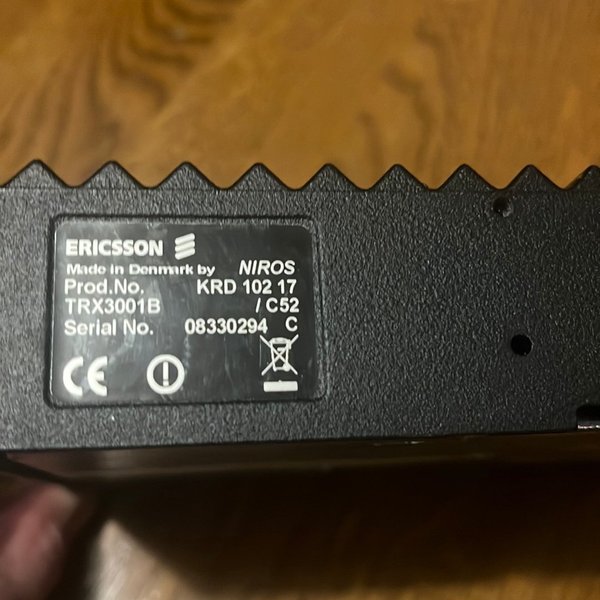 ERICSSON
Made in Denmark by NIROS
Prod.No. KRD 102 17
TRX3001B / C52
Serial No. 08330294 C
CE